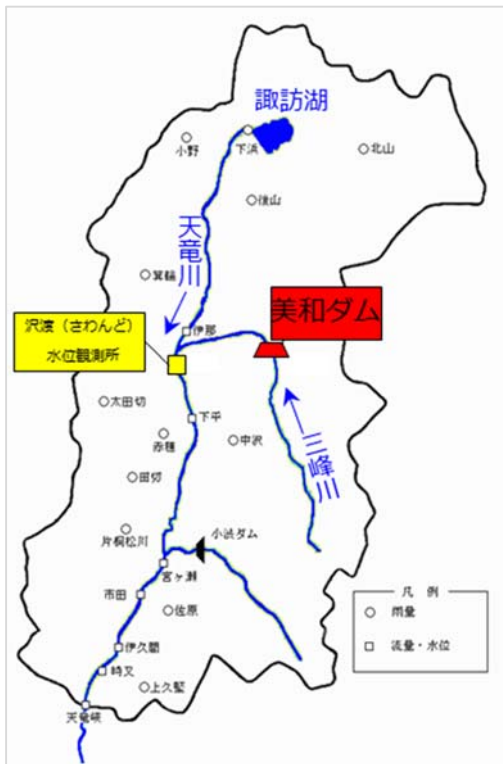 諏訪湖
下浜
小野
北山
後山
天竜川
箕輪
美和ダム
沢渡（さわんど）
水位観測所
伊那
太田切
下平
赤穂
中沢
三峰川
田切
片桐松川
小渋ダム
宮ヶ瀬
凡 例
雨量
流量・水位
市田
佐原
伊久間
時又
上久堅
天竜峡